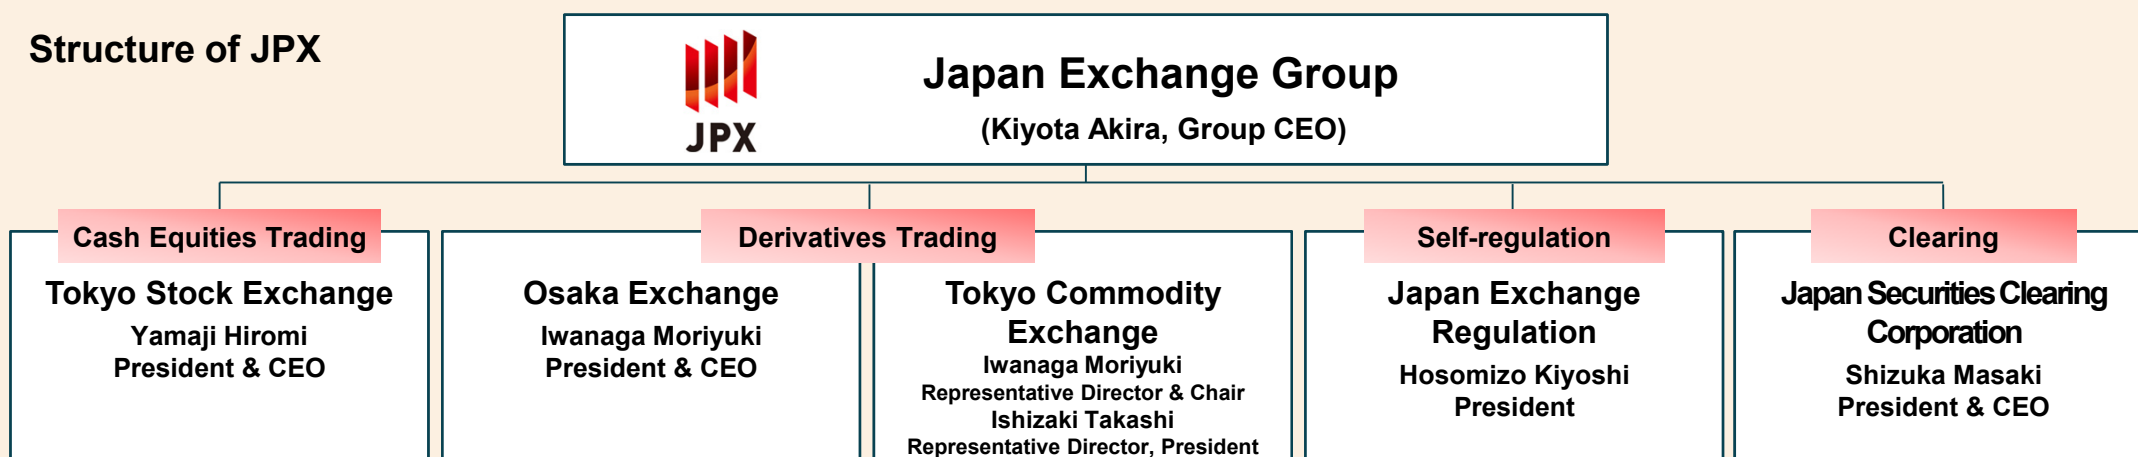 Structure of JPX
JPX
Japan Exchange Group
(Kiyota Akira, Group CEO)
Cash Equities Trading
Tokyo Stock Exchange
Yamaji Hiromi
President & CEO
Derivatives Trading
Osaka Exchange
Iwanaga Moriyuki
President & CEO
Tokyo Commodity
Exchange
Iwanaga Moriyuki
Representative Director & Chair
Ishizaki Takashi
Representative Director, President
Self-regulation
Japan Exchange
Regulation
Hosomizo Kiyoshi
President
Clearing
Japan Securities Clearing
Corporation
Shizuka Masaki
President & CEO